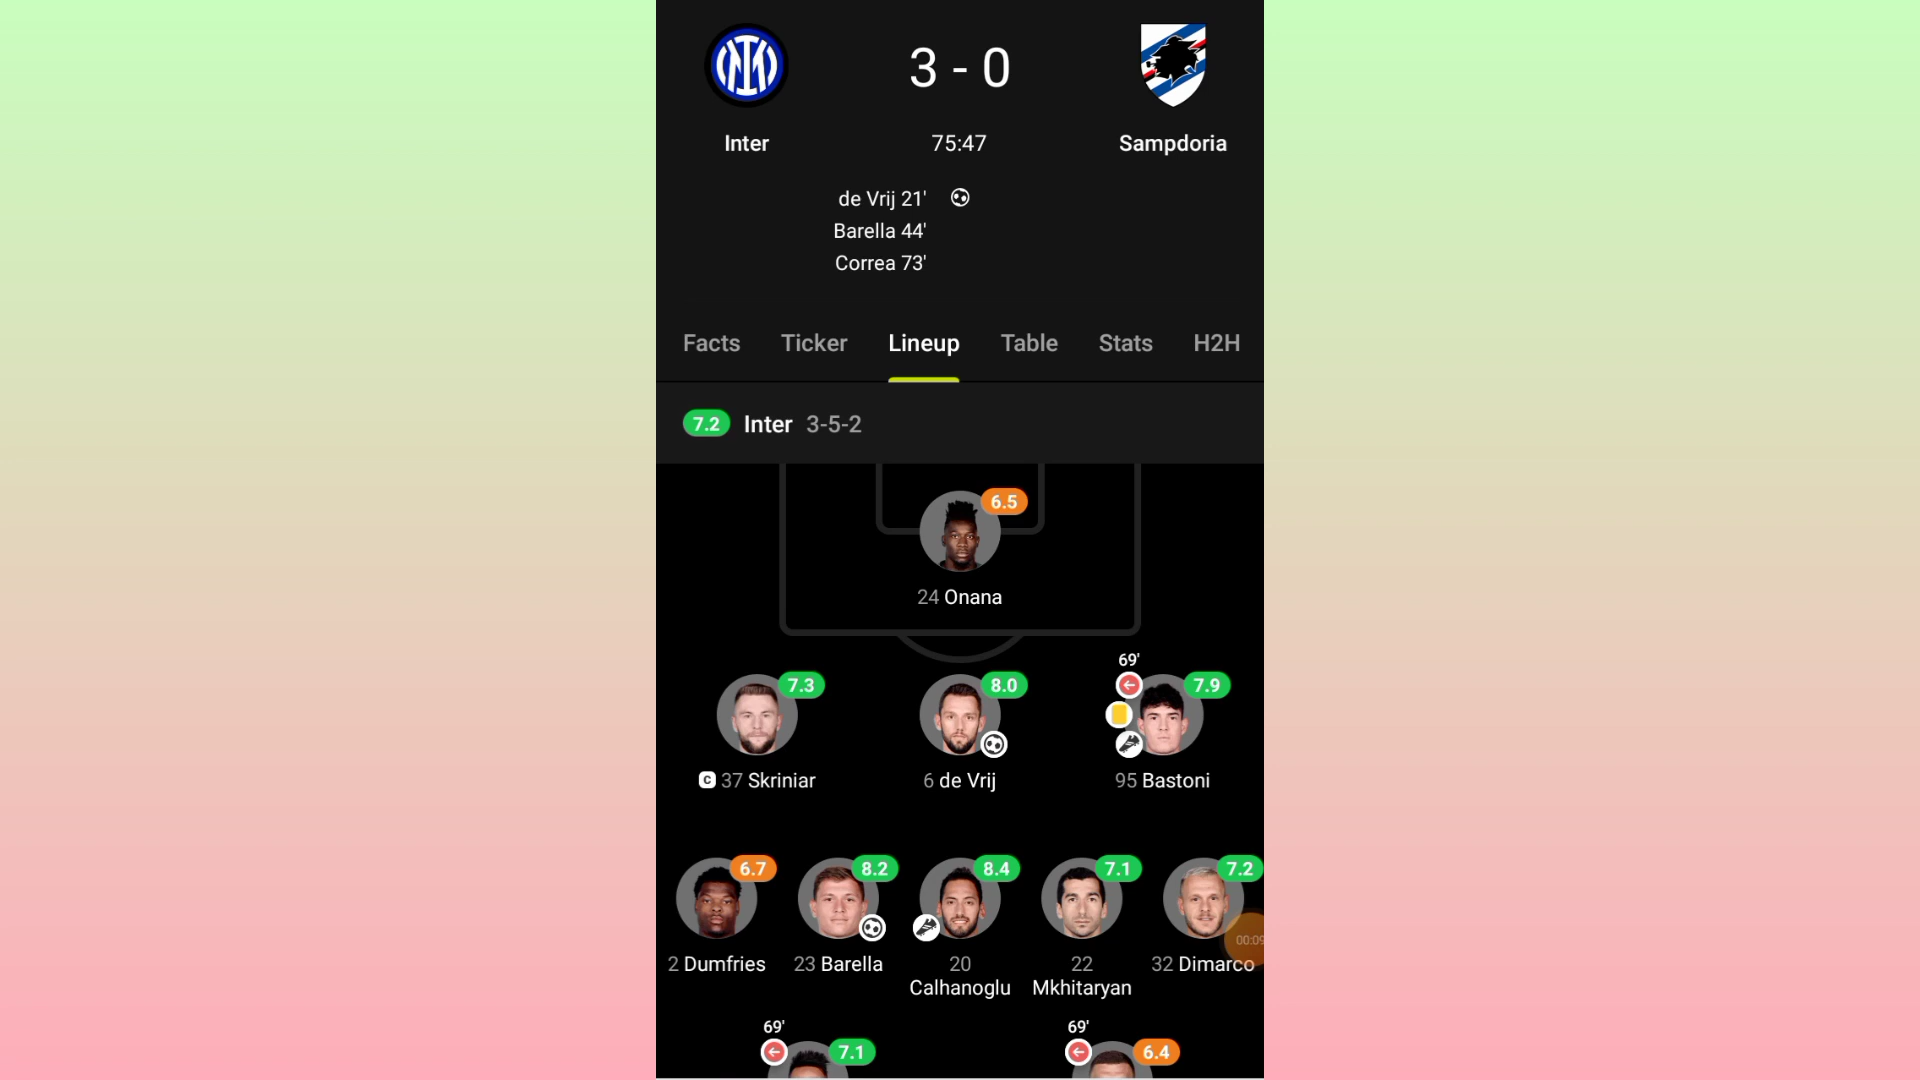 3 - 0
Inter
75:47
Sampdoria
de Vrij 21'
Barella 44'
Correa 73'
Facts Ticker Lineup Table Stats H2H
7.2 Inter 3-5-2
6.5
24 Onana
69'
7.3 8.0 7.9
C 37 Skriniar 6 de Vrij 95 Bastoni
6.7 8.2 8.4 7.1 7.2
00:09
2 Dumfries 23 Barella 20 Calhanoglu 22 Mkhitaryan 32 Dimarco
69' 69'
7.1 6.4